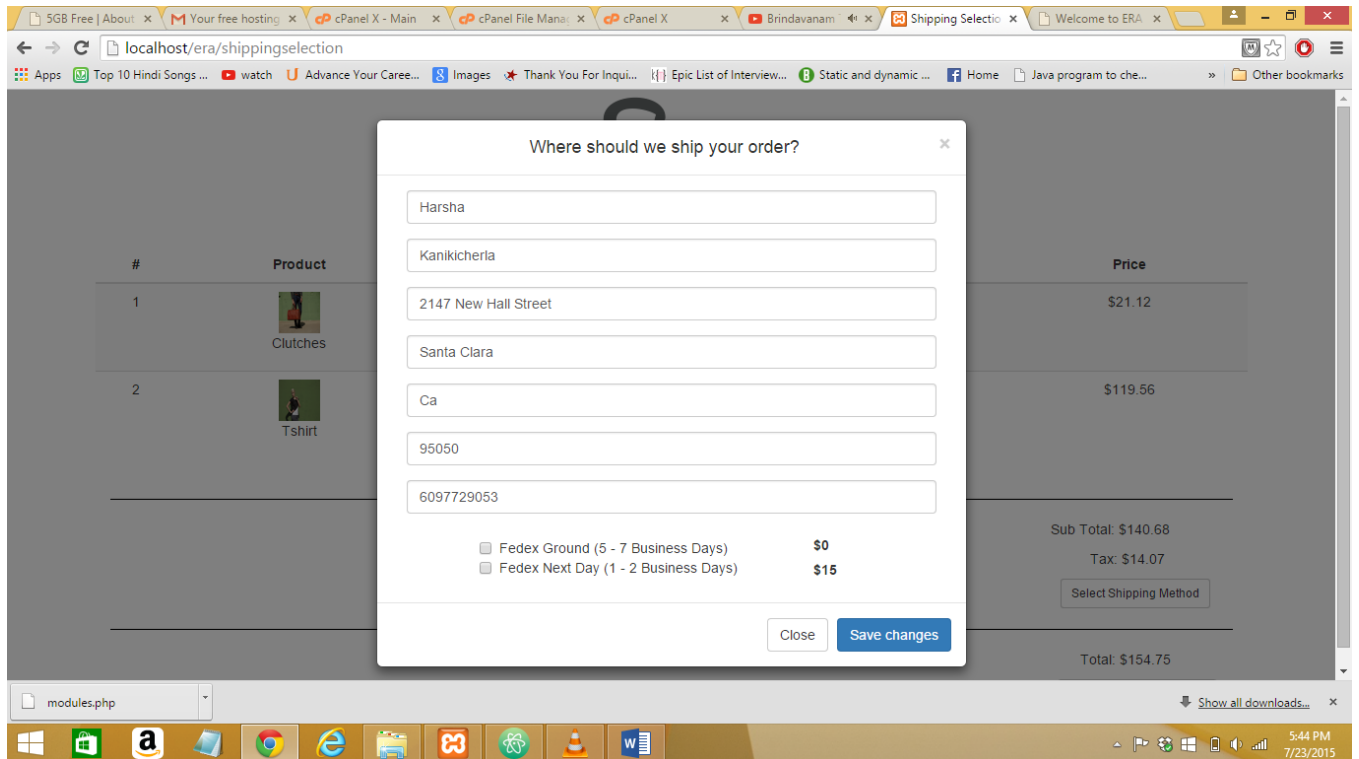 5GB Free | About
Your free hosting
cPanel X - Main
cPanel File Manag
cPanel X
Brindavanam
Shipping Selectio
Welcome to ERA
localhost/era/shippingselection
Apps
Top 10 Hindi Songs ...
watch
Advance Your Caree...
Images
Thank You For Inqui...
Epic List of Interview...
Static and dynamic ...
Home
Java program to che...
»
Other bookmarks
Where should we ship your order?
×
Harsha
Kanikicherla
2147 New Hall Street
Santa Clara
Ca
95050
6097729053
Fedex Ground (5 - 7 Business Days) $0
Fedex Next Day (1 - 2 Business Days) $15
Close Save changes
# Product Price
1 Clutches $21.12
2 Tshirt $119.56
Sub Total: $140.68
Tax: $14.07
Select Shipping Method
Total: $154.75
modules.php
Show all downloads...
5:44 PM
7/23/2015